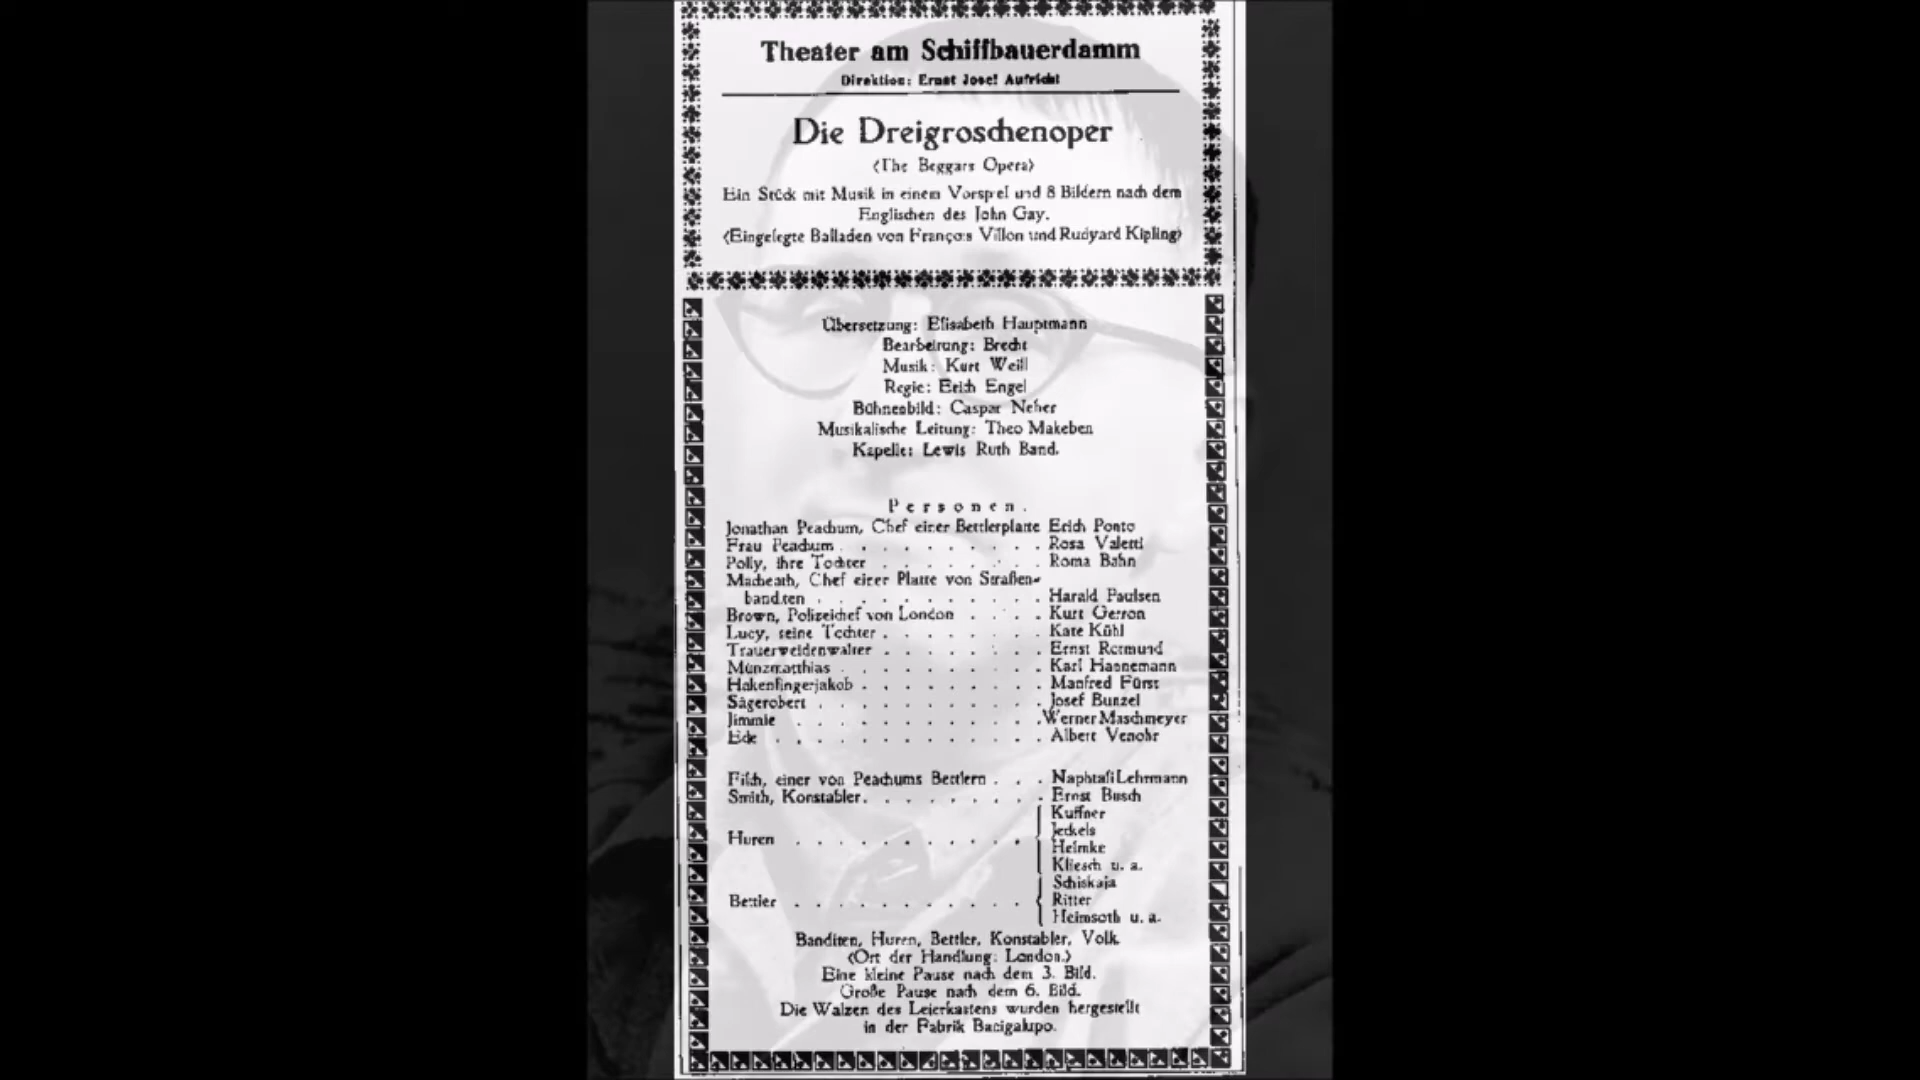 Theater am Schiffbauerdamm
Direktion: Ernst Josef Aufricht
Die Dreigroschenoper
(The Beggars Opera)
Ein Stück mit Musik in einem Vorspiel und 8 Bildern nach dem
Englischen des John Gay.
(Eingelegte Balladen von François Villon und Rudyard Kipling)
Übersetzung: Elisabeth Hauptmann
Bearbeitung: Brecht
Musik: Kurt Weill
Regie: Erich Engel
Bühnenbild: Caspar Neher
Musikalische Leitung: Theo Makeben
Kapelle: Lewis Ruth Band.
Personen.
Jonathan Peachum, Chef einer Bettlerplatte Erich Ponto
Frau Peachum . . . . . . . . . . Rosa Valetti
Polly, ihre Tochter . . . . . . . . Roma Bahn
Macheath, Chef einer Platte von Straßen-
banditen . . . . . . . . . . . . Harald Paulsen
Brown, Polizeichef von London . . . . Kurt Gerron
Lucy, seine Tochter . . . . . . . . Kate Kühl
Trauerweidenwalter . . . . . . . . Ernst Rotmund
Münzmatthias . . . . . . . . . . Karl Hannemann
Hakenfingerjakob . . . . . . . . . Manfred Fürst
Sägerobert . . . . . . . . . . . Josef Bunzel
Jimmie . . . . . . . . . . . . Werner Maschmeyer
Ede . . . . . . . . . . . . . Albert Venohr
Filch, einer von Peachums Bettlern . . . Naphtali Lehrmann
Smith, Konstabler . . . . . . . . . Ernst Busch
Kuffner
Jeckels
Huren . . . . . . . . . . .
Helmke
Kliesch u. a.
Schiskaja
Bettler . . . . . . . . . . . Ritter
Heimsoth u. a.
Banditen, Huren, Bettler, Konstabler, Volk.
(Ort der Handlung: London.)
Eine kleine Pause nach dem 3. Bild.
Große Pause nach dem 6. Bild.
Die Walzen des Leierkastens wurden hergestellt
in der Fabrik Bacigalupo.